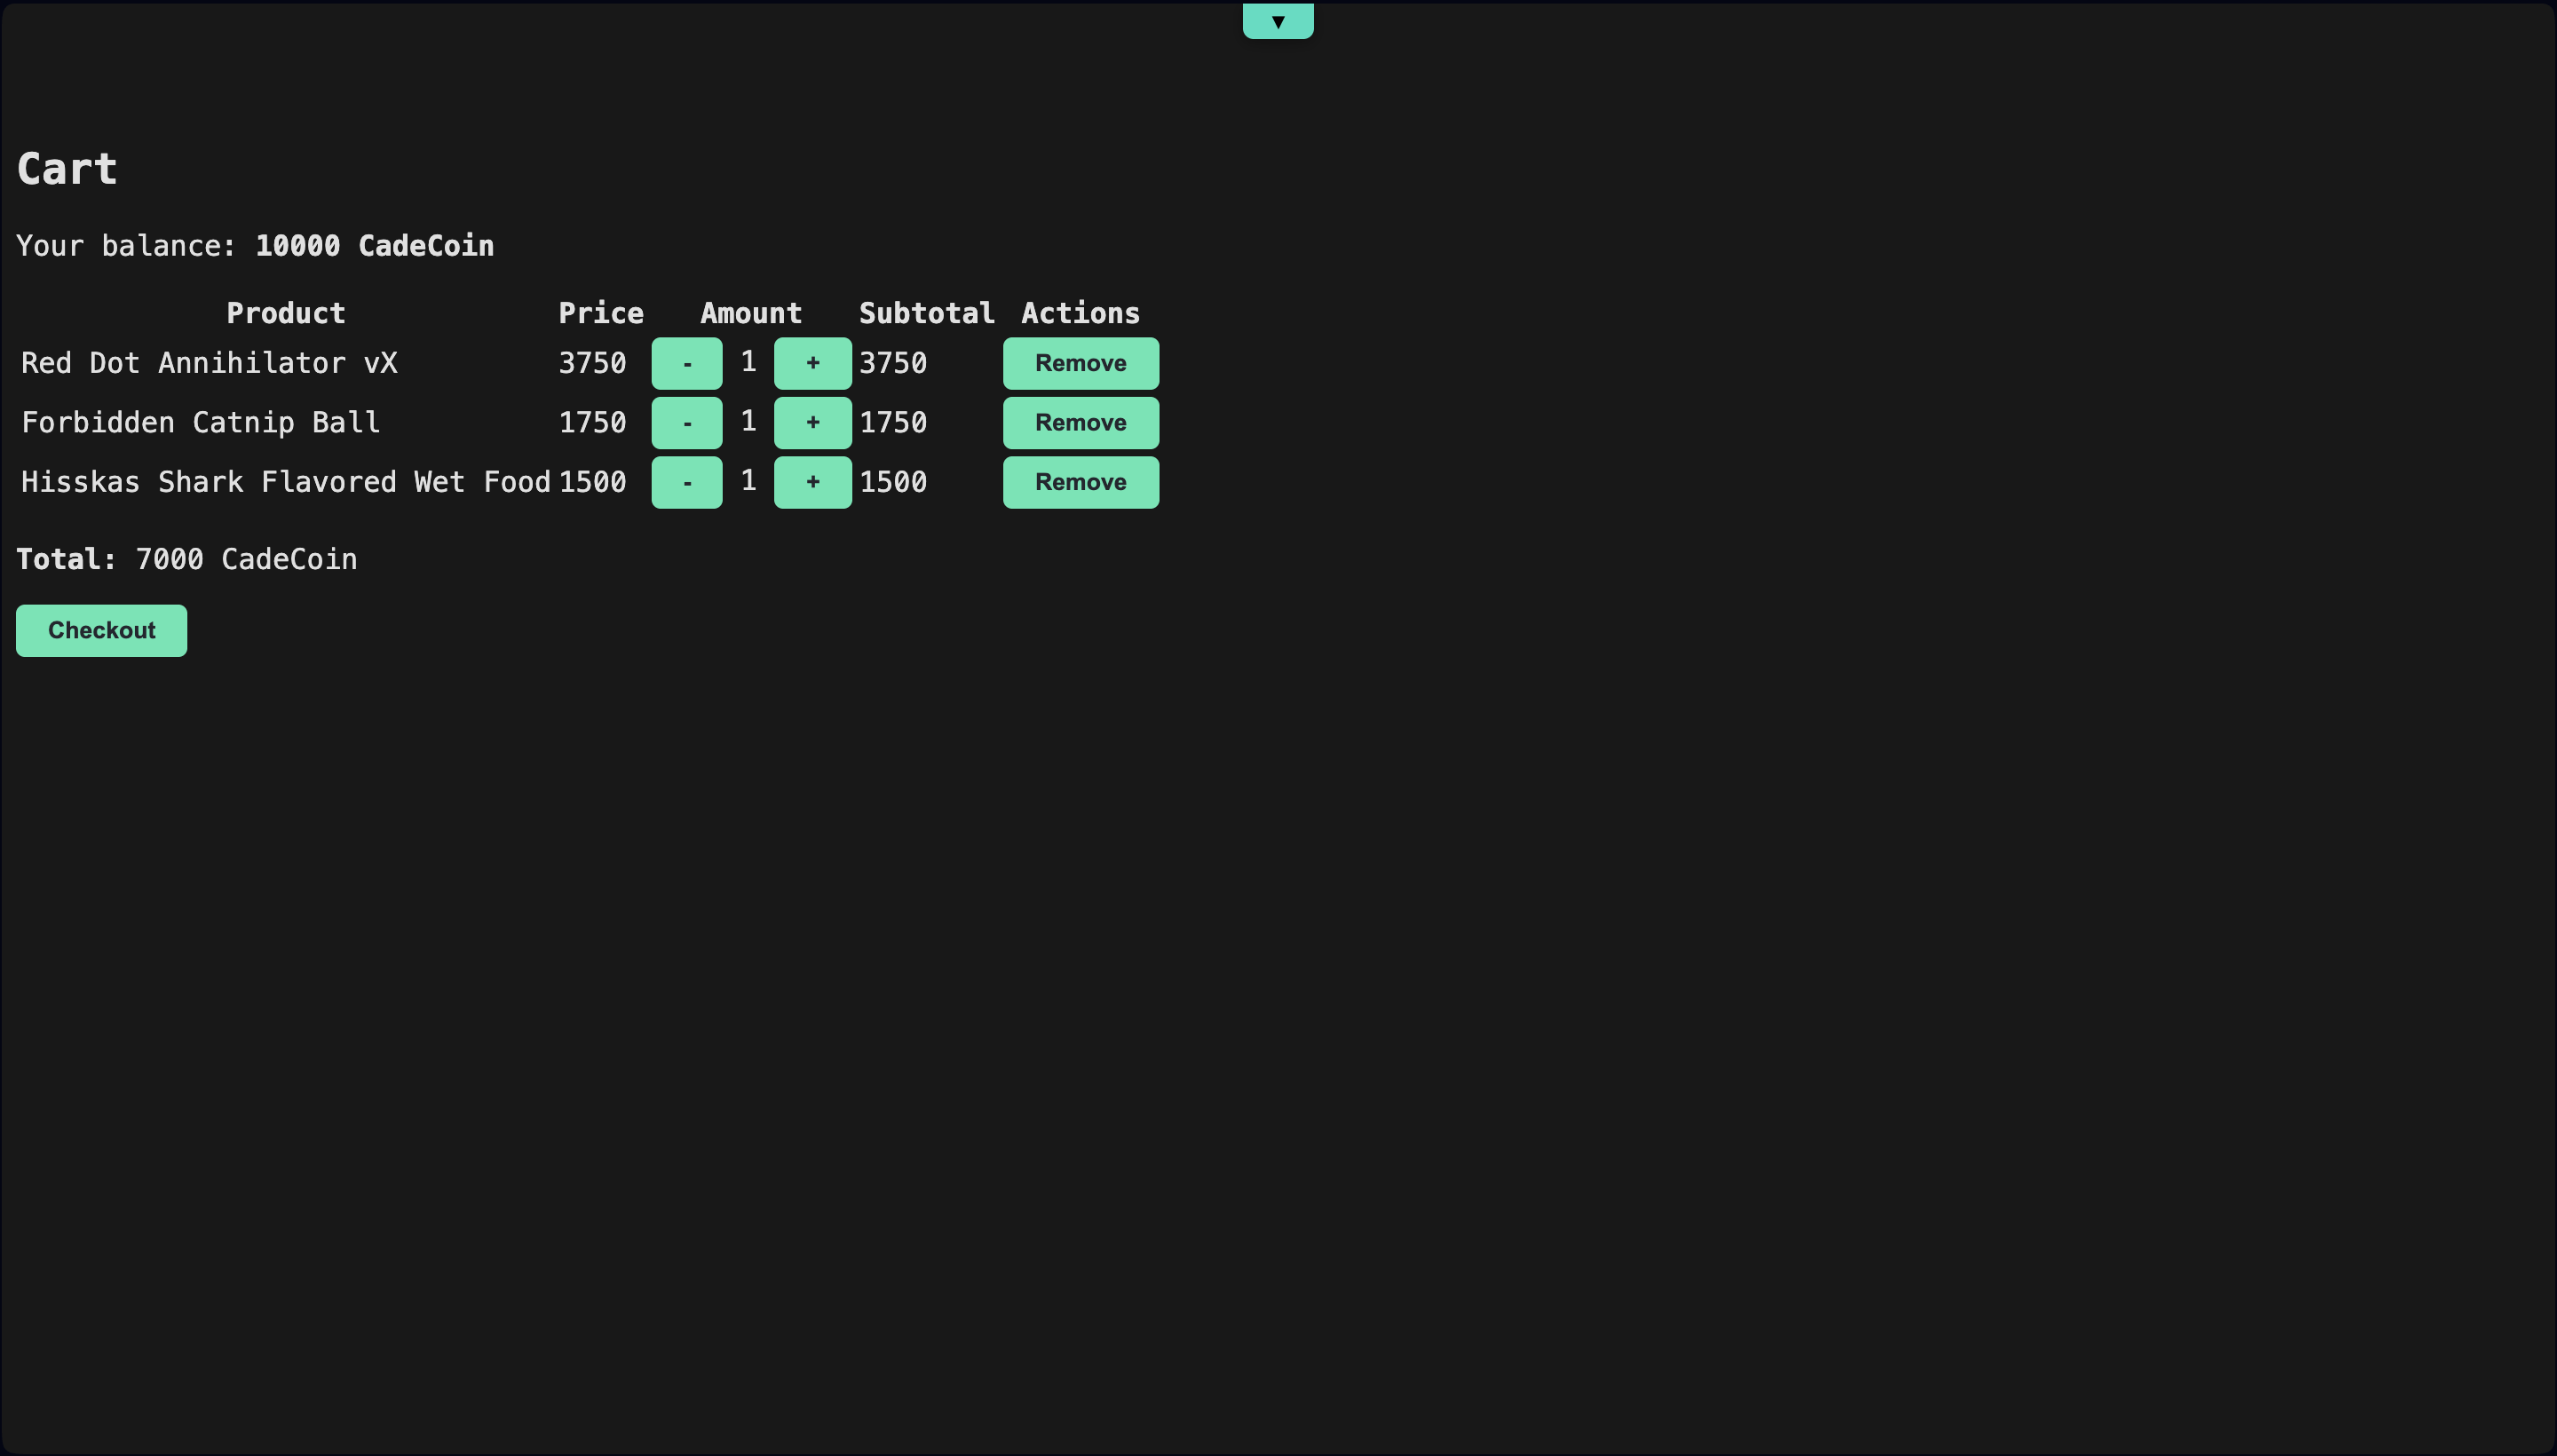 ▼
Cart
Your balance: 10000 CadeCoin
Product Price Amount Subtotal Actions
Red Dot Annihilator vX 3750 - 1 + 3750 Remove
Forbidden Catnip Ball 1750 - 1 + 1750 Remove
Hisskas Shark Flavored Wet Food 1500 - 1 + 1500 Remove
Total: 7000 CadeCoin
Checkout